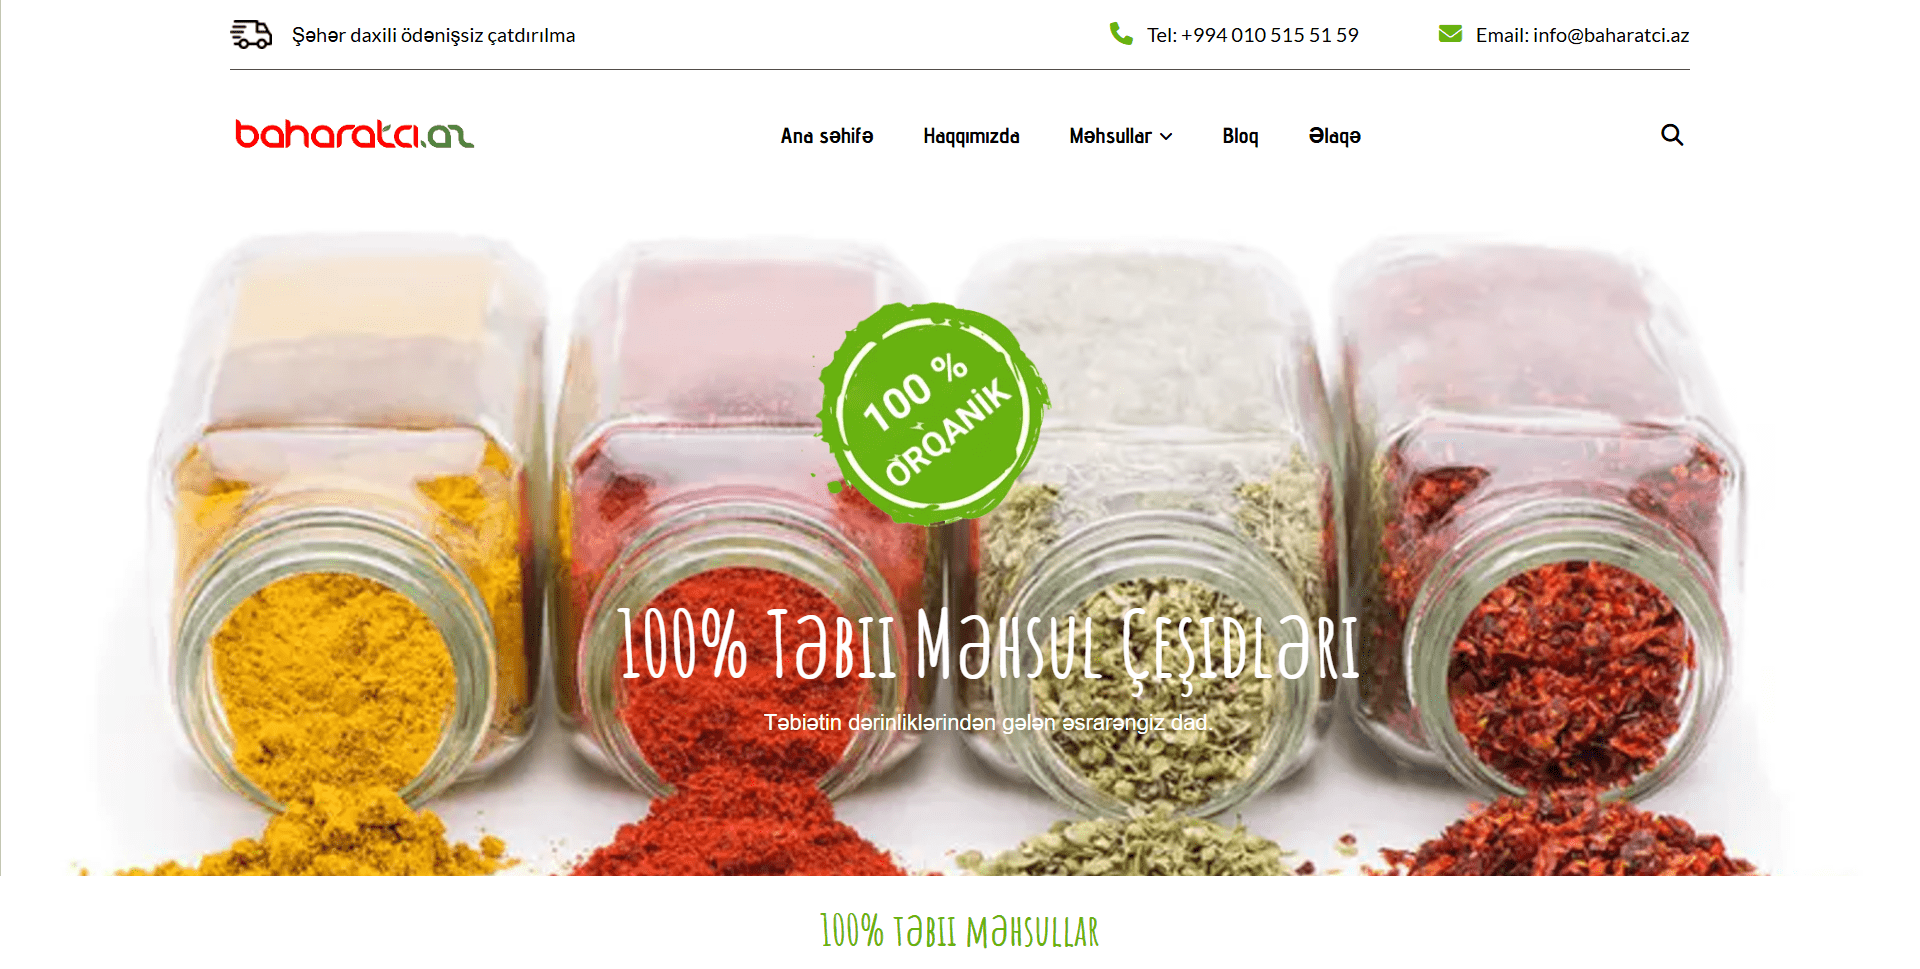 Şəhər daxili ödənişsiz çatdırılma
Tel: +994 010 515 51 59
Email: info@baharatci.az
baharatcı.az
Ana səhifə
Haqqımızda
Məhsullar
Bloq
Əlaqə
100 %
ORQANİK
100% Təbii Məhsul Çeşidləri
Təbiətin dərinliklərindən gələn əsrarəngiz dad.
100% təbii məhsullar